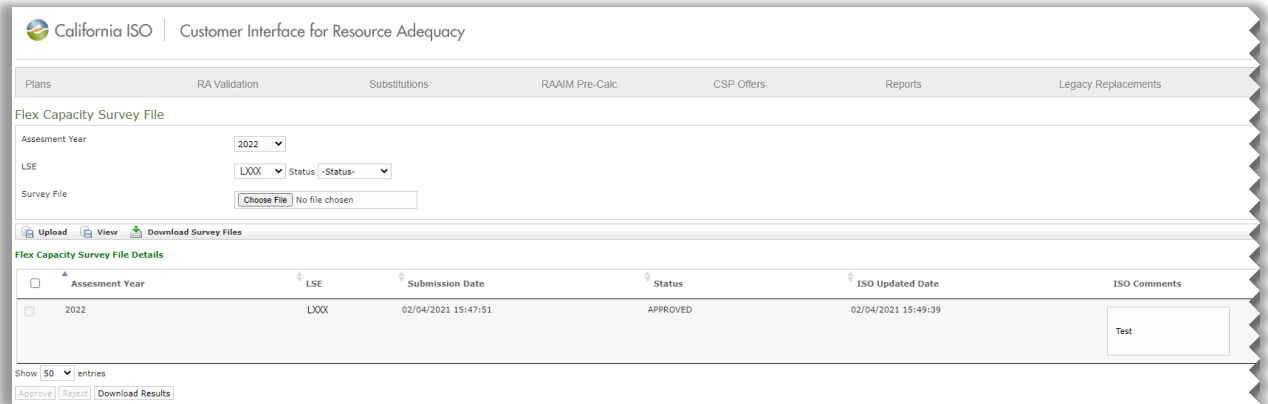 California ISO Customer Interface for Resource Adequacy
Plans RA Validation Substitutions RAAIM Pre-Calc CSP Offers Reports Legacy Replacements
Flex Capacity Survey File
Assesment Year 2022
LSE LXXX Status -Status-
Survey File Choose File No file chosen
Upload View Download Survey Files
Flex Capacity Survey File Details
Assesment Year LSE Submission Date Status ISO Updated Date ISO Comments
2022 LXXX 02/04/2021 15:47:51 APPROVED 02/04/2021 15:49:39
Test
Show 50 entries
Approve Reject Download Results